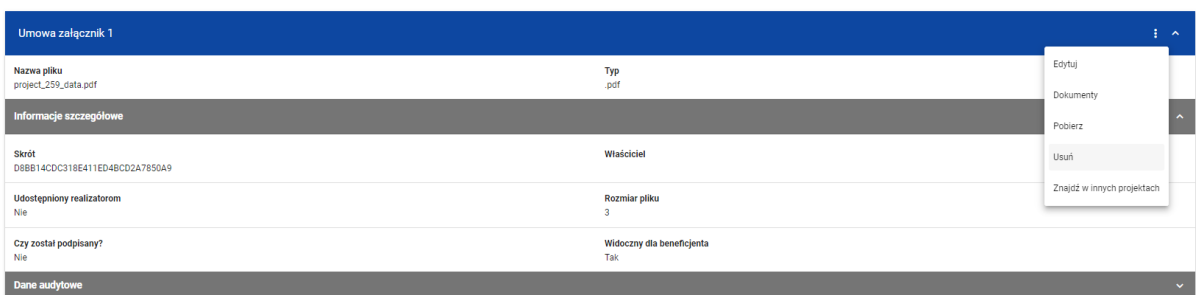 Umowa załącznik 1
Nazwa pliku
project_259_data.pdf
Typ
.pdf
Edytuj
Dokumenty
Pobierz
Usuń
Znajdź w innych projektach
Informacje szczegółowe
Skrót
D8BB14CDC318E411ED4BCD2A7850A9
Właściciel
Udostępniony realizatorom
Nie
Rozmiar pliku
3
Czy został podpisany?
Nie
Widoczny dla beneficjenta
Tak
Dane audytowe